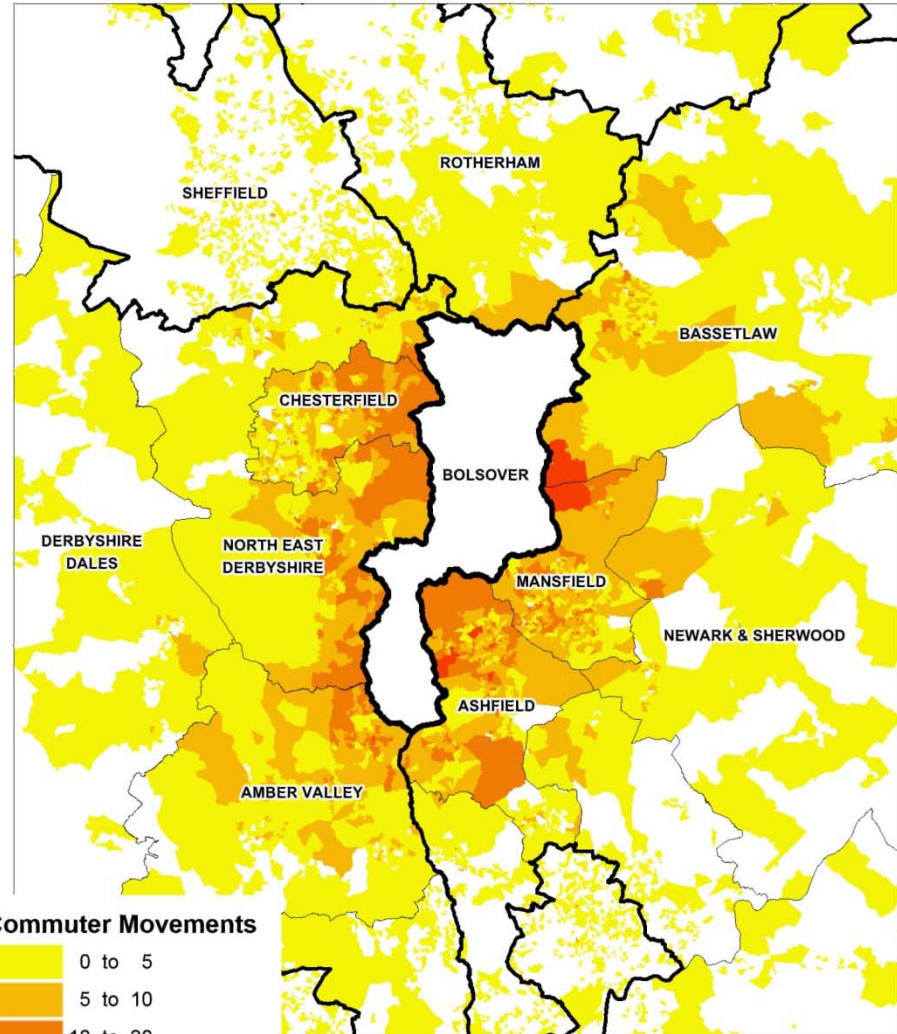 ROTHERHAM
SHEFFIELD
BASSETLAW
CHESTERFIELD
BOLSOVER
DERBYSHIRE
DALES
NORTH EAST
DERBYSHIRE
MANSFIELD
NEWARK & SHERWOOD
ASHFIELD
AMBER VALLEY
Commuter Movements
0 to 5
5 to 10